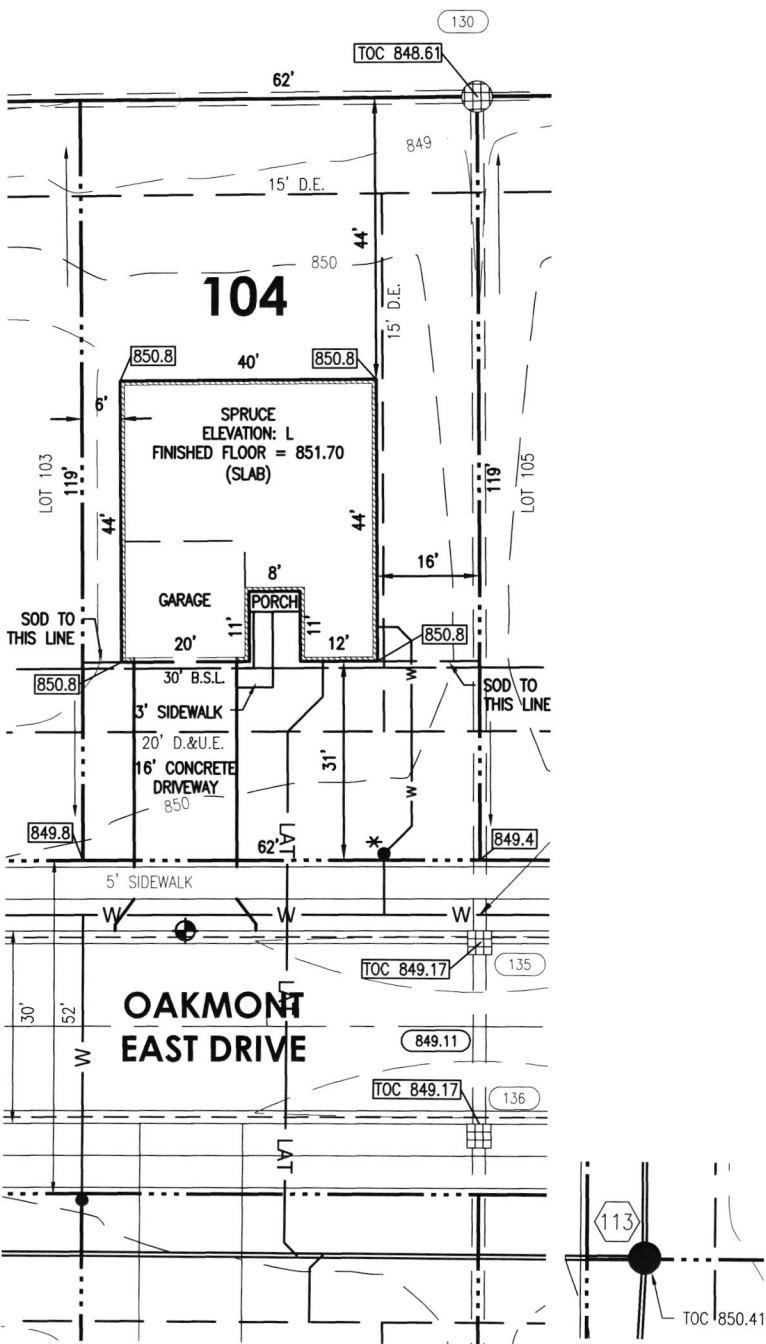 130
TOC 848.61
62'
849
15' D.E.
44'
850
104
15' D.E.
850.8
40'
850.8
6'
SPRUCE
ELEVATION: L
FINISHED FLOOR = 851.70
(SLAB)
LOT 103
119'
119'
LOT 105
44'
44'
16'
8'
GARAGE
PORCH
SOD TO
THIS LINE
11'
11'
850.8
20'
12'
W
30' B.S.L.
850.8
SOD TO
THIS LINE
3' SIDEWALK
20' D.&U.E.
31'
16' CONCRETE
DRIVEWAY
W
850
849.8
62'
LAT
*
849.4
5' SIDEWALK
W
W
W
TOC 849.17
135
LAT
30'
52'
OAKMONT
EAST DRIVE
849.11
W
TOC 849.17
136
LAT
113
TOC 850.41